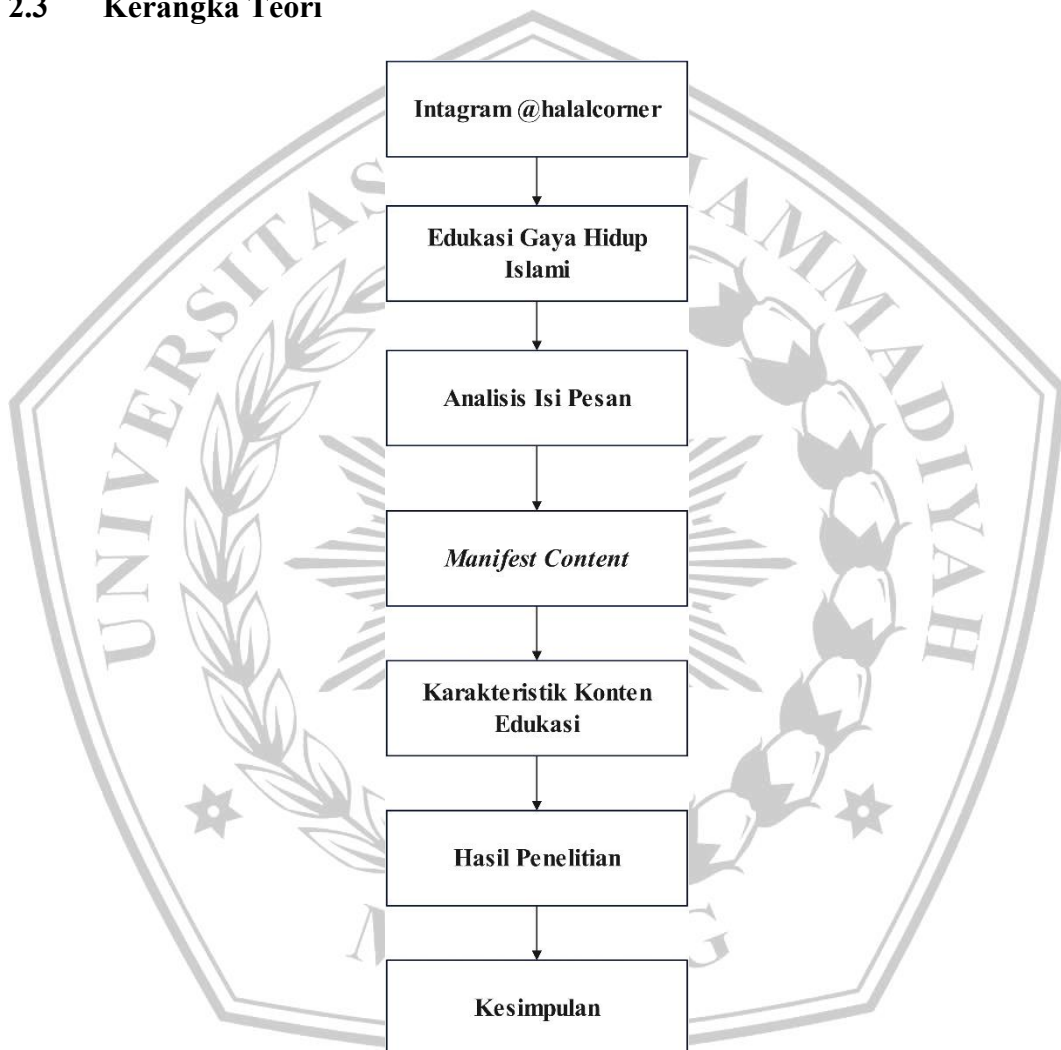 2.3 Kerangka Teori
Intagram @halalcorner
Edukasi Gaya Hidup
Islami
Analisis Isi Pesan
Manifest Content
Karakteristik Konten
Edukasi
Hasil Penelitian
Kesimpulan